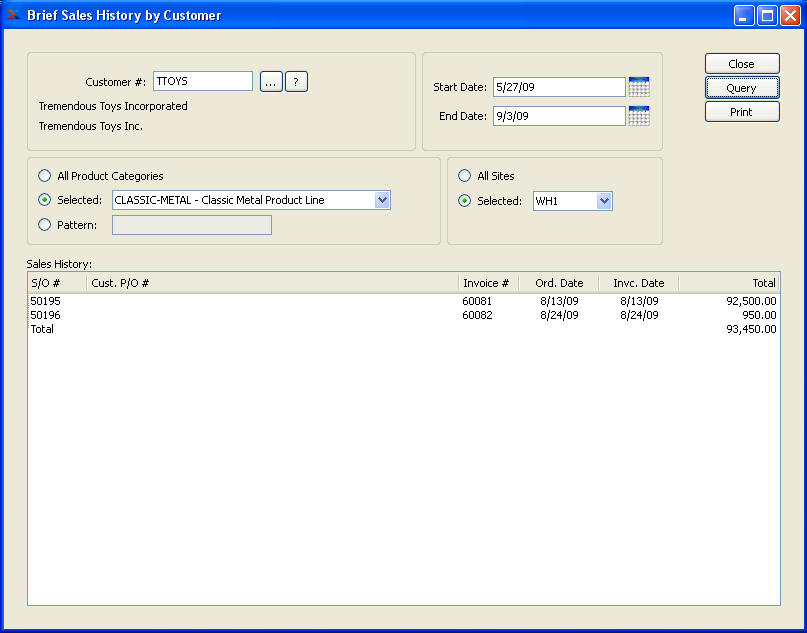 Brief Sales History by Customer
Customer #: TTOYS ... ?
Tremendous Toys Incorporated
Tremendous Toys Inc.
Start Date: 5/27/09
End Date: 9/3/09
Close
Query
Print
All Product Categories
Selected: CLASSIC-METAL - Classic Metal Product Line
Pattern:
All Sites
Selected: WH1
Sales History:
S/O # Cust. P/O # Invoice # Ord. Date Invc. Date Total
50195 60081 8/13/09 8/13/09 92,500.00
50196 60082 8/24/09 8/24/09 950.00
Total 93,450.00